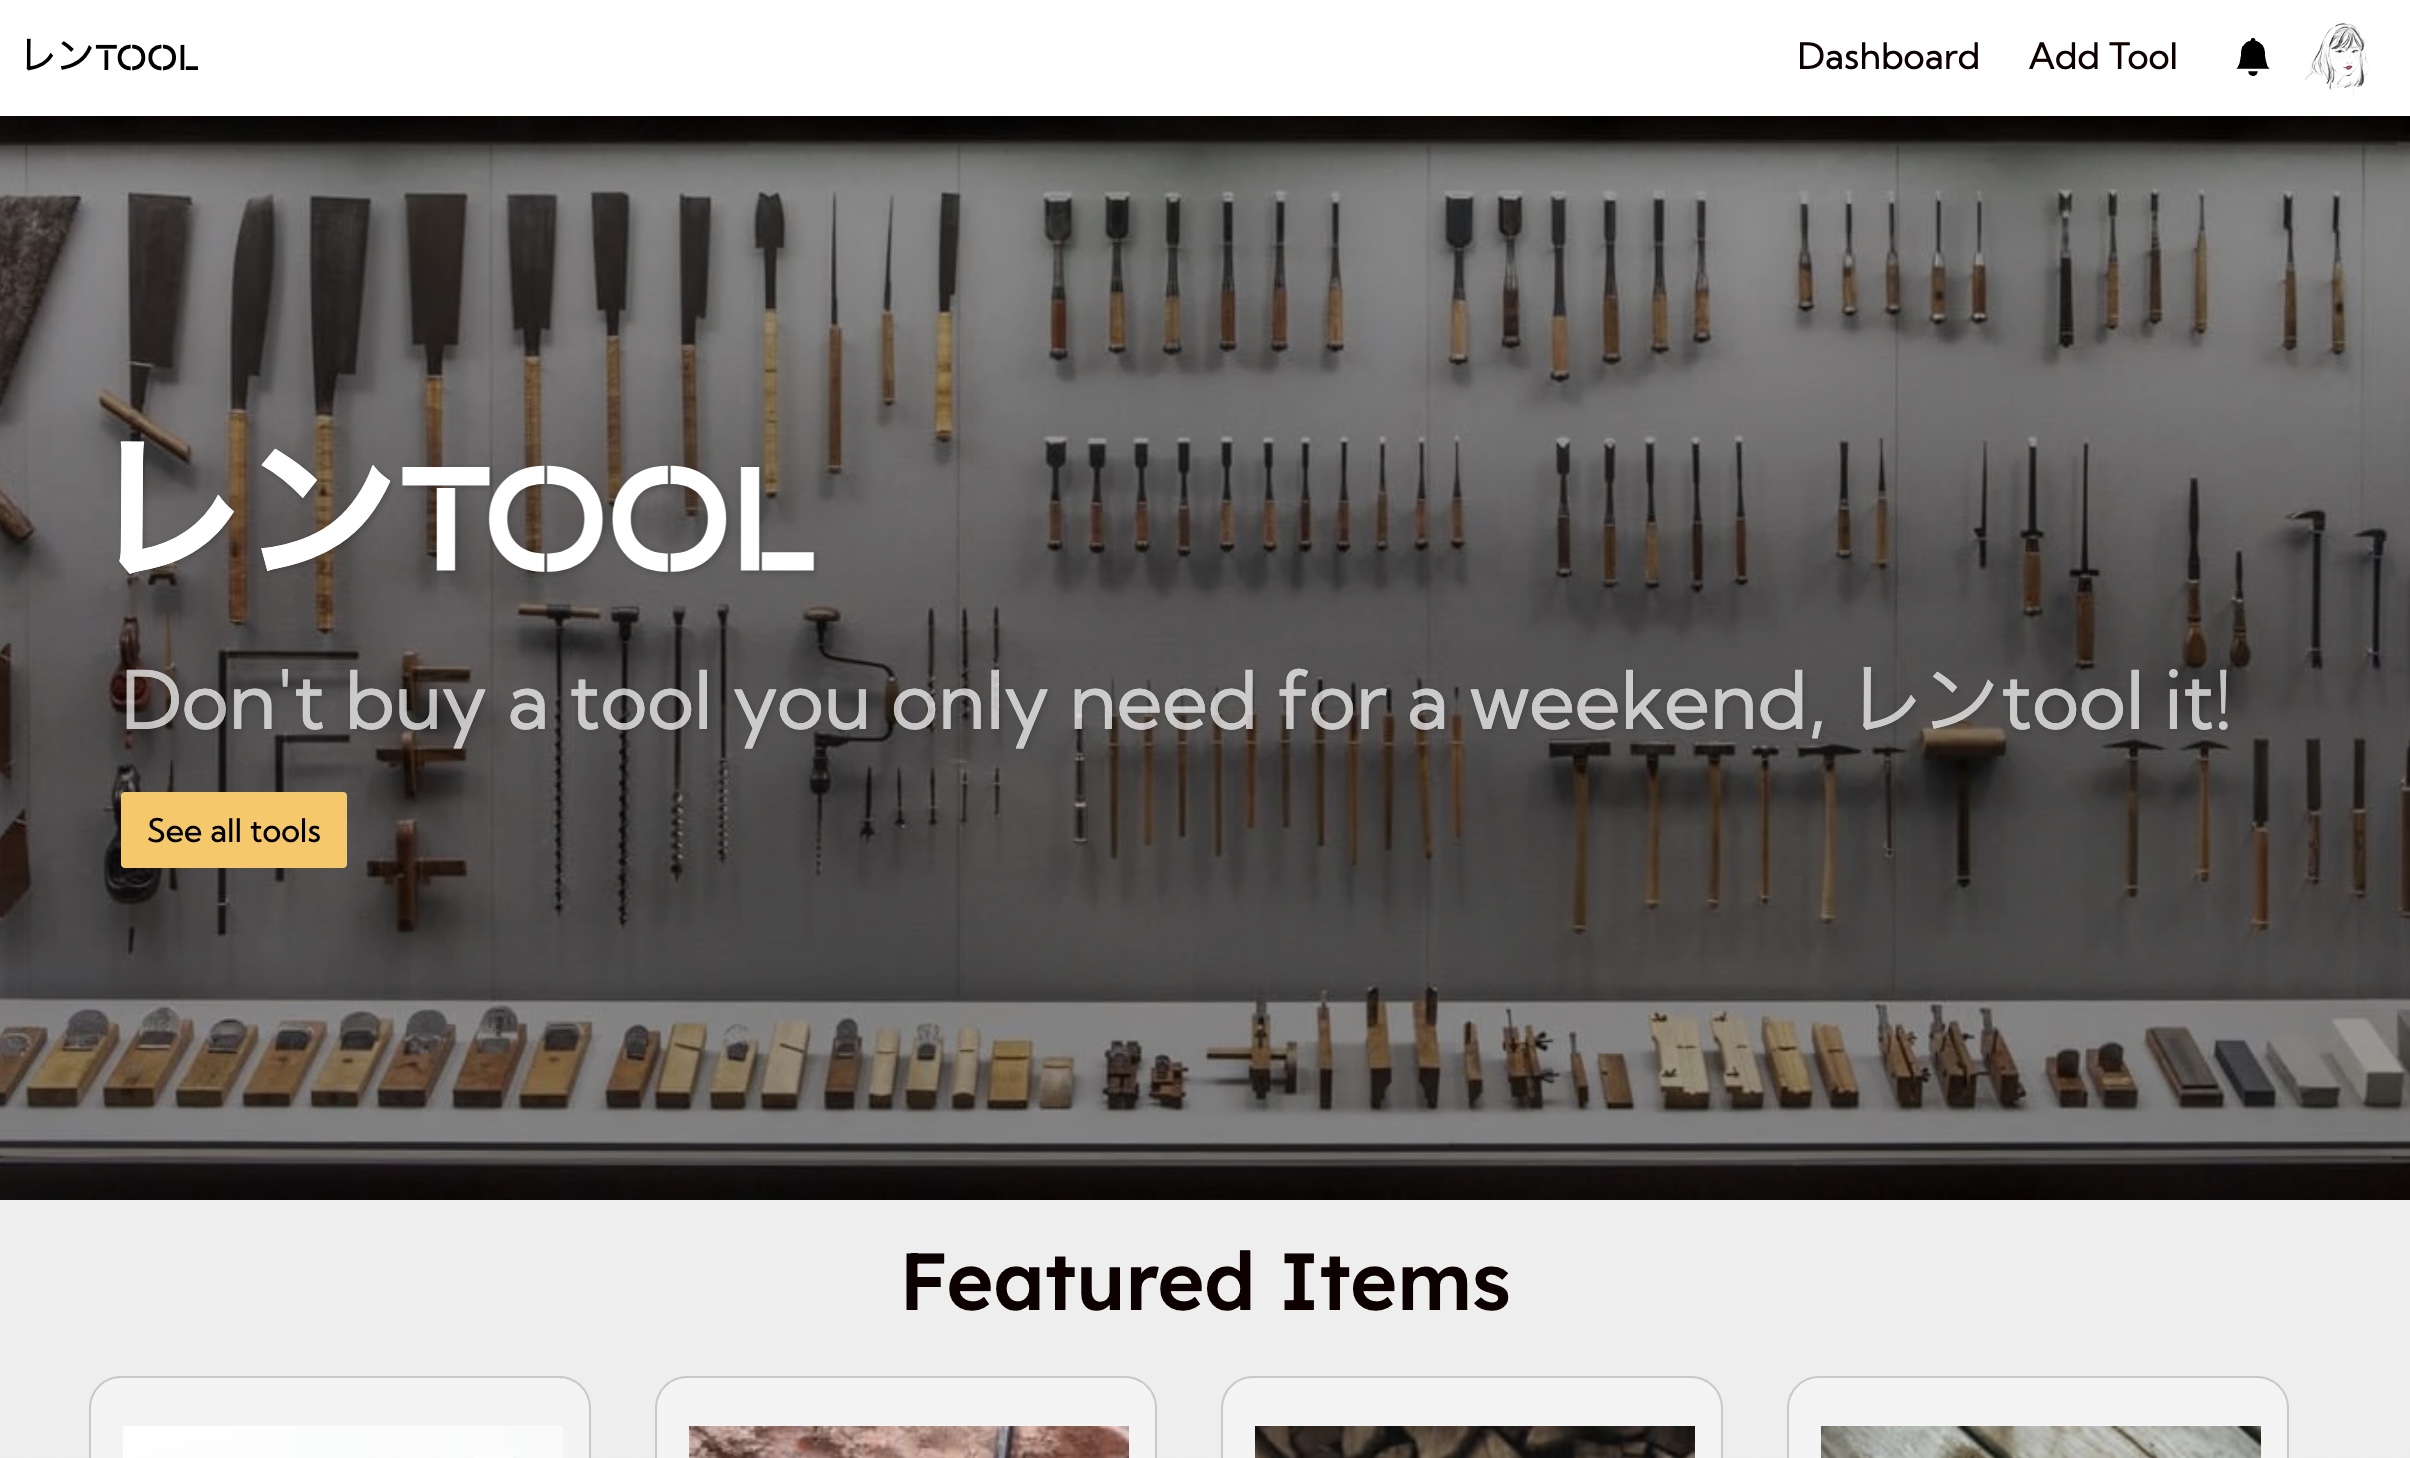 レンTOOL
Dashboard
Add Tool
レンTOOL
Don't buy a tool you only need for a weekend, レンtool it!
See all tools
Featured Items